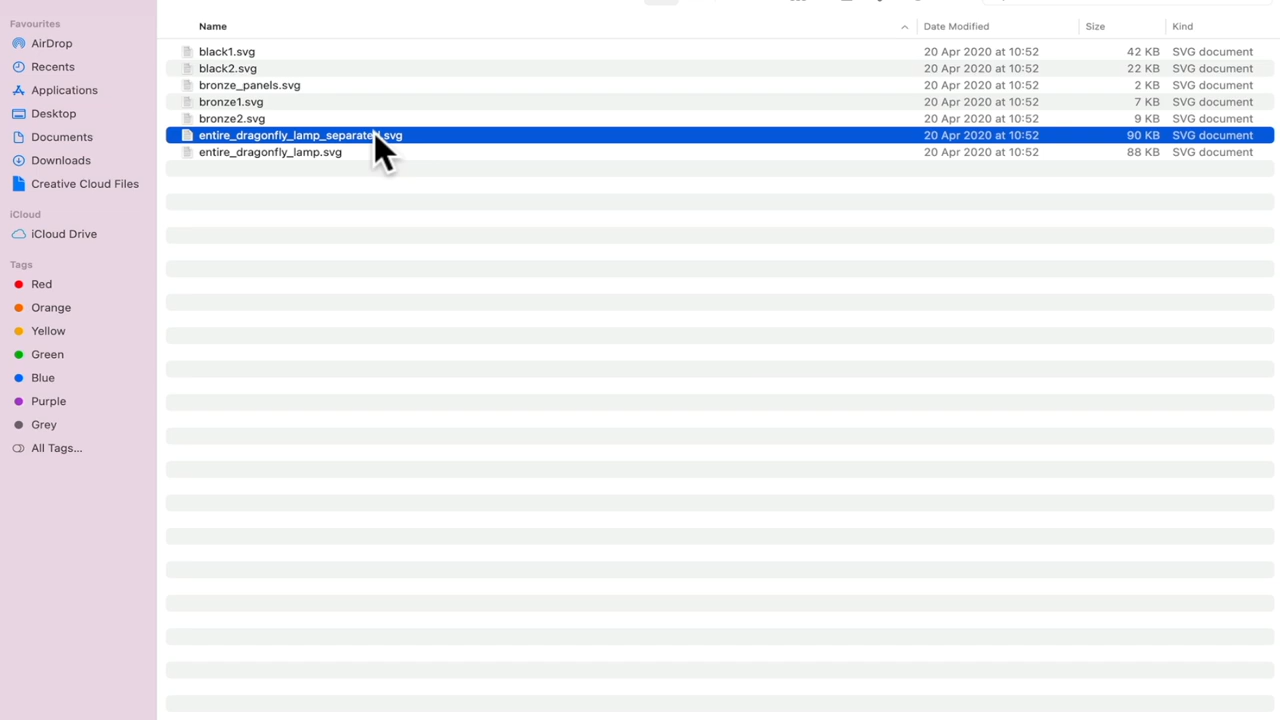 Favourites
AirDrop
Recents
Applications
Desktop
Documents
Downloads
Creative Cloud Files
iCloud
iCloud Drive
Tags
Red
Orange
Yellow
Green
Blue
Purple
Grey
All Tags...
Name Date Modified Size Kind
black1.svg 20 Apr 2020 at 10:52 42 KB SVG document
black2.svg 20 Apr 2020 at 10:52 22 KB SVG document
bronze_panels.svg 20 Apr 2020 at 10:52 2 KB SVG document
bronze1.svg 20 Apr 2020 at 10:52 7 KB SVG document
bronze2.svg 20 Apr 2020 at 10:52 9 KB SVG document
entire_dragonfly_lamp_separated.svg 20 Apr 2020 at 10:52 90 KB SVG document
entire_dragonfly_lamp.svg 20 Apr 2020 at 10:52 88 KB SVG document